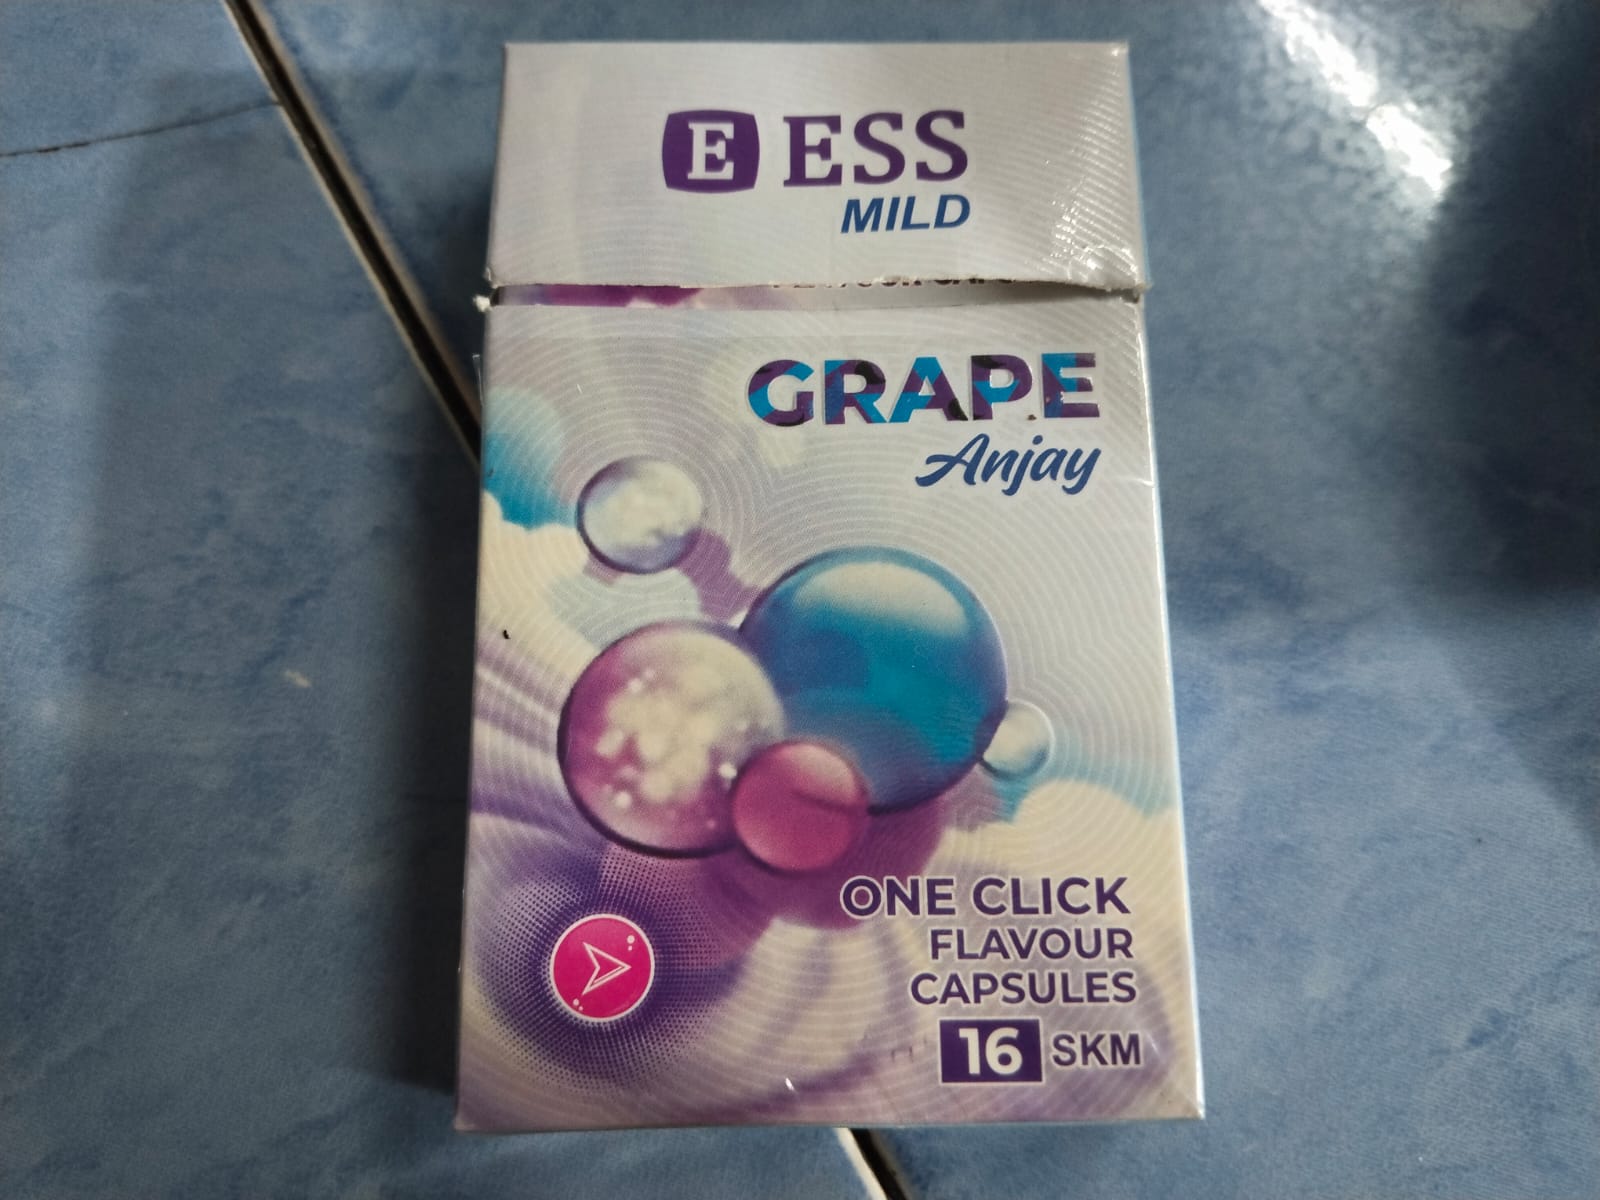 E ESS
MILD
GRAPE
Anjay
ONE CLICK
FLAVOUR
CAPSULES
16 SKM